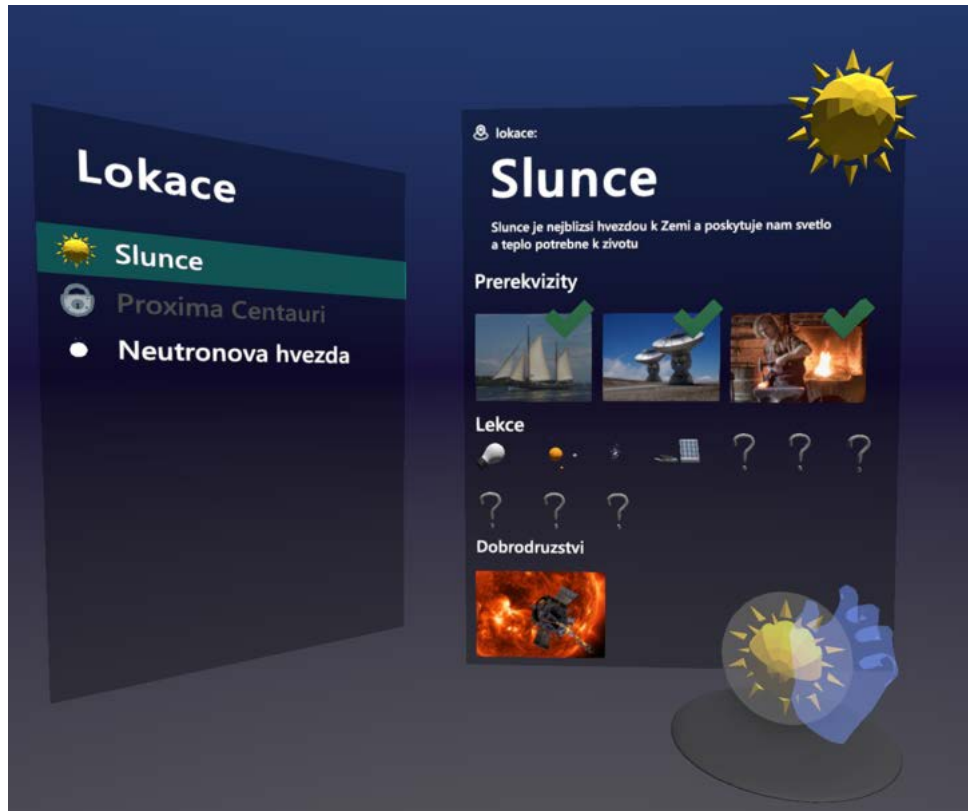 Lokace
Slunce
Proxima Centauri
Neutronova hvezda
lokace:
Slunce
Slunce je nejblizsi hvezdou k Zemi a poskytuje nam svetlo
a teplo potrebne k zivotu
Prerekvizity
Lekce
? ? ?
? ? ?
Dobrodruzstvi